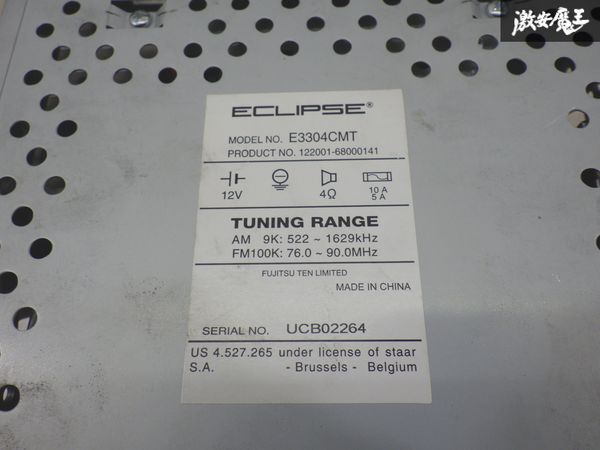 激安魔王
ECLIPSE®
MODEL NO. E3304CMT
PRODUCT NO. 122001-68000141
12V 4Ω 10A
5A
TUNING RANGE
AM 9K: 522 ~ 1629kHz
FM100K: 76.0 ~ 90.0MHz
FUJITSU TEN LIMITED
MADE IN CHINA
SERIAL NO. UCB02264
US 4.527.265 under license of staar
S.A. - Brussels - Belgium